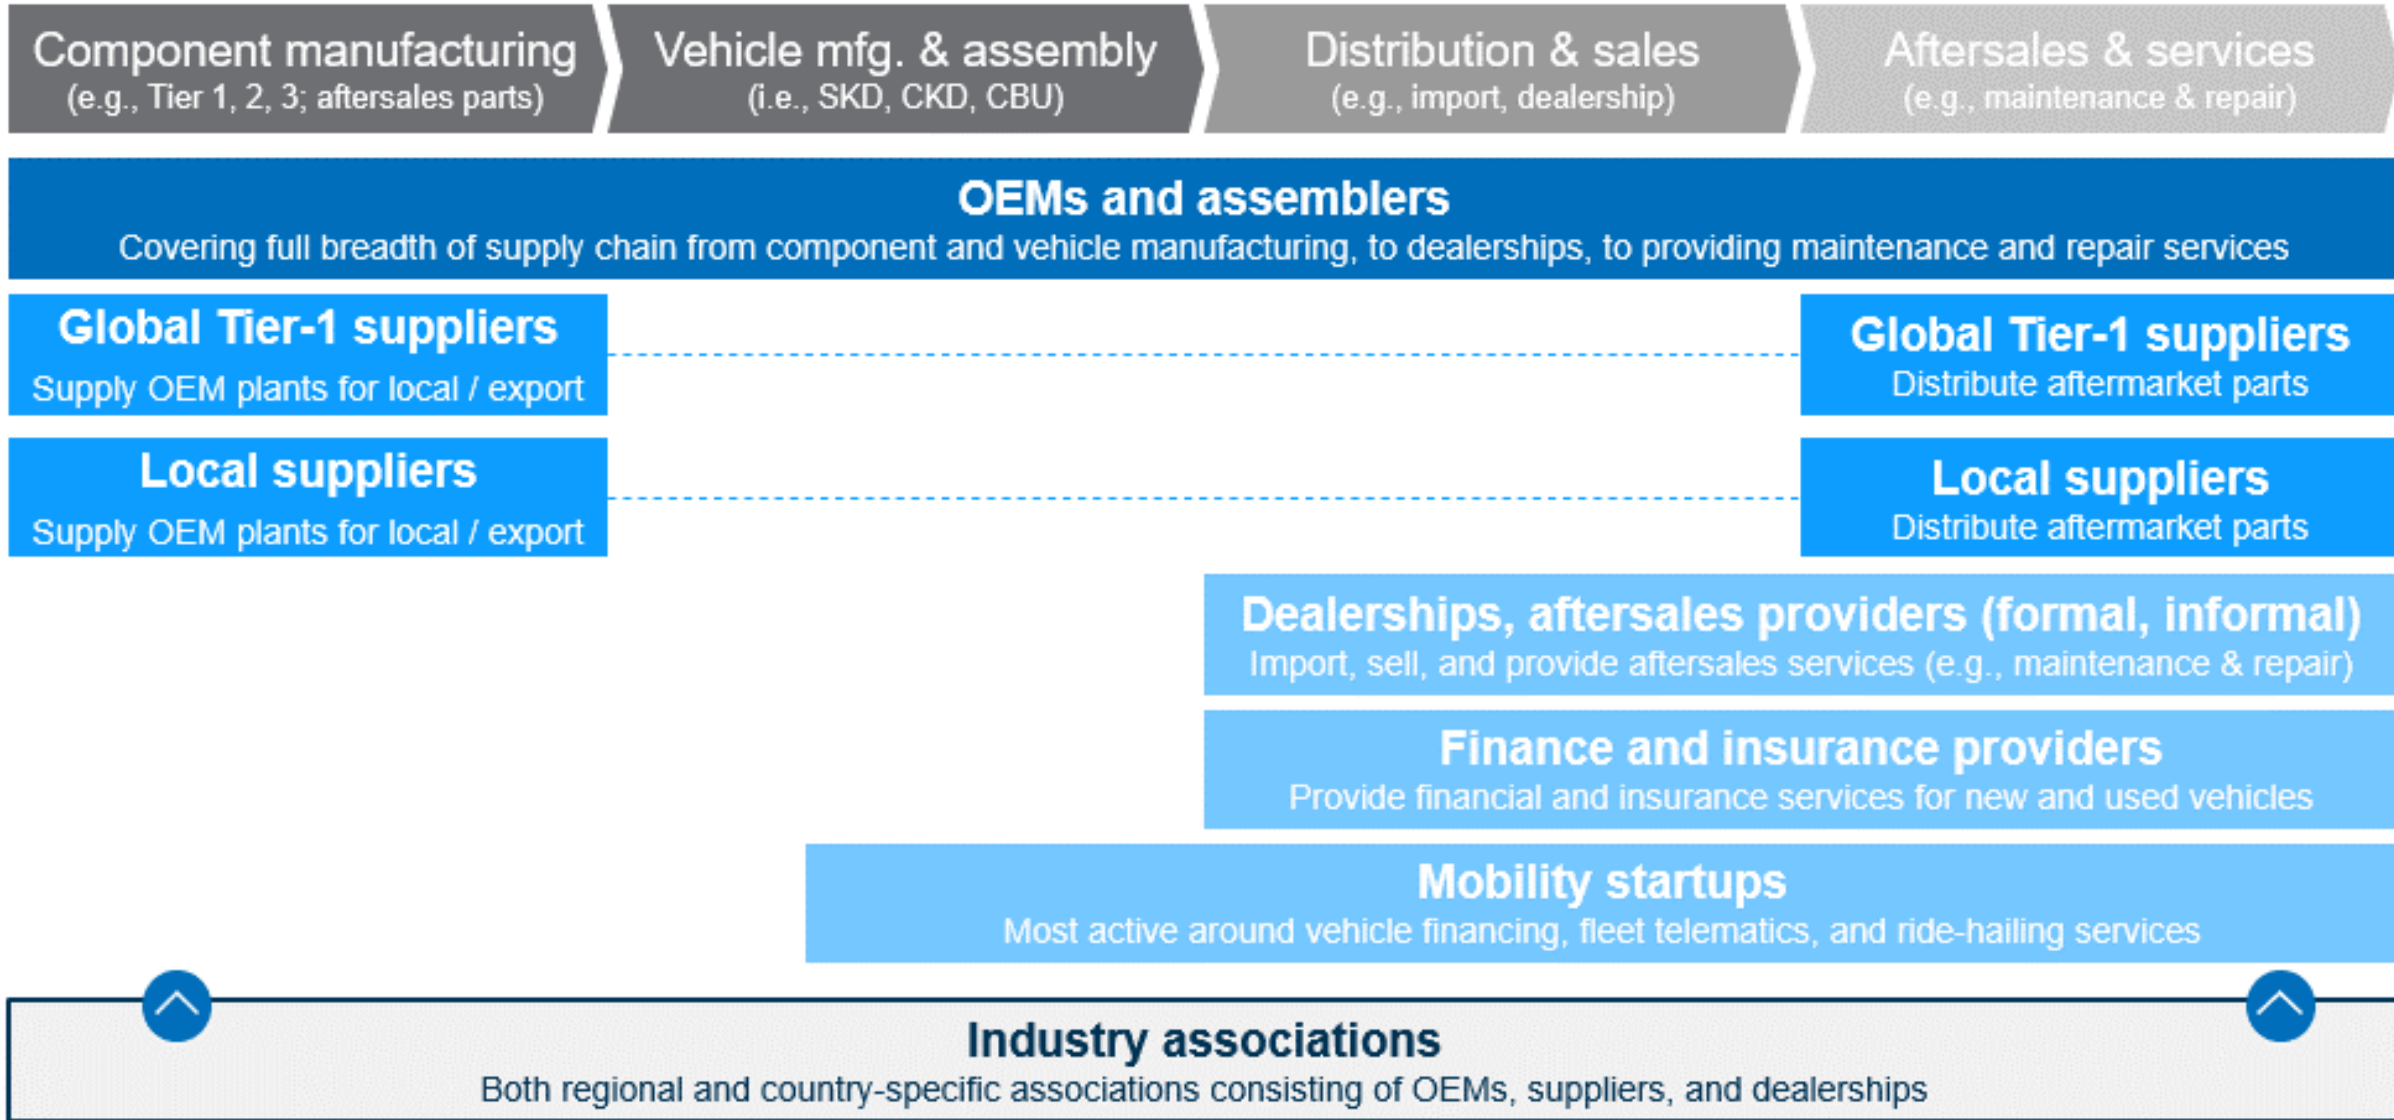 Component manufacturing
(e.g., Tier 1, 2, 3; aftersales parts)
Vehicle mfg. & assembly
(i.e., SKD, CKD, CBU)
Distribution & sales
(e.g., import, dealership)
Aftersales & services
(e.g., maintenance & repair)
OEMs and assemblers
Covering full breadth of supply chain from component and vehicle manufacturing, to dealerships, to providing maintenance and repair services
Global Tier-1 suppliers
Supply OEM plants for local / export
Global Tier-1 suppliers
Distribute aftermarket parts
Local suppliers
Supply OEM plants for local / export
Local suppliers
Distribute aftermarket parts
Dealerships, aftersales providers (formal, informal)
Import, sell, and provide aftersales services (e.g., maintenance & repair)
Finance and insurance providers
Provide financial and insurance services for new and used vehicles
Mobility startups
Most active around vehicle financing, fleet telematics, and ride-hailing services
Industry associations
Both regional and country-specific associations consisting of OEMs, suppliers, and dealerships